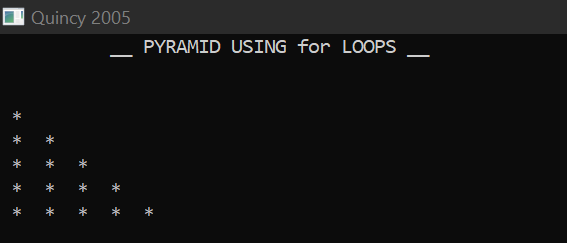 Quincy 2005
__ PYRAMID USING for LOOPS __
*
* *
* * *
* * * *
* * * * *